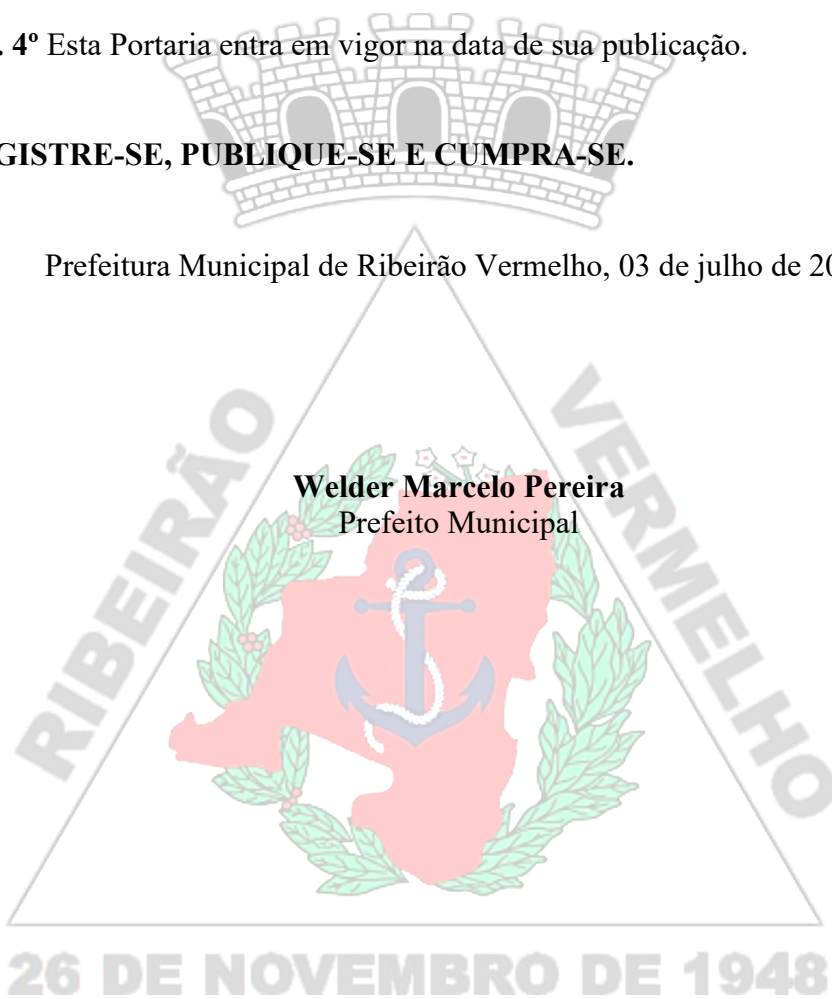 . 4º Esta Portaria entra em vigor na data de sua publicação.
GISTRE-SE, PUBLIQUE-SE E CUMPRA-SE.
Prefeitura Municipal de Ribeirão Vermelho, 03 de julho de 20
Welder Marcelo Pereira
Prefeito Municipal
RIBEIRÃO
VERMELHO
26 DE NOVEMBRO DE 1948